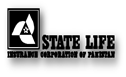 STATE LIFE
INSURANCE CORPORATION OF PAKISTAN